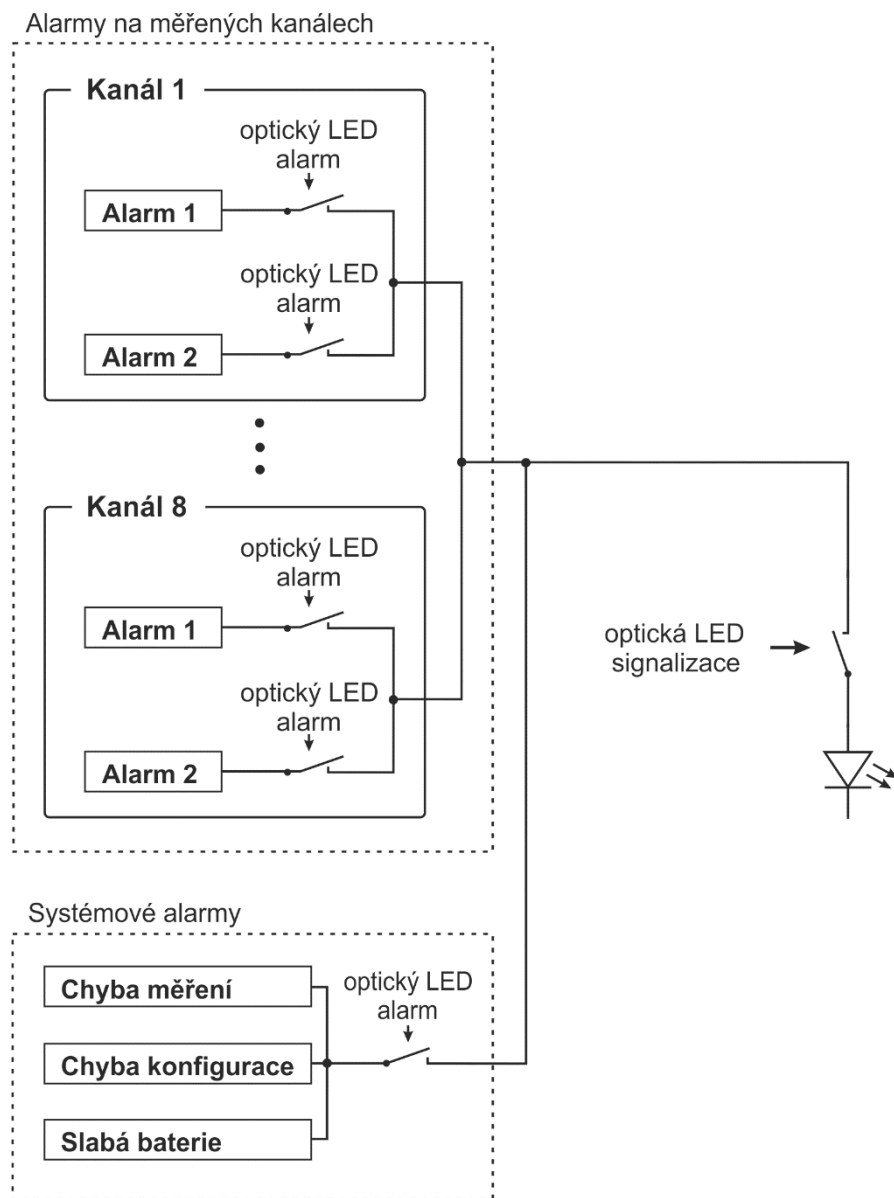 Alarmy na měřených kanálech
Kanál 1
optický LED
alarm
Alarm 1
optický LED
alarm
Alarm 2
Kanál 8
optický LED
alarm
Alarm 1
optický LED
alarm
Alarm 2
optická LED
signalizace
Systémové alarmy
Chyba měření
optický LED
alarm
Chyba konfigurace
Slabá baterie